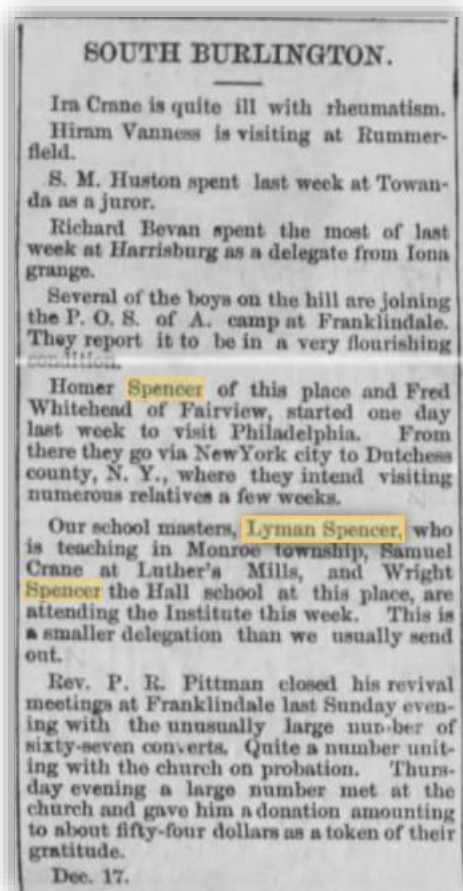 SOUTH BURLINGTON.
Ira Crane is quite ill with rheumatism.
Hiram Vanness is visiting at Rummer-
field.
S. M. Huston spent last week at Towan-
da as a juror.
Richard Bevan spent the most of last
week at Harrisburg as a delegate from Iona
grange.
Several of the boys on the hill are joining
the P. O. S. of A. camp at Franklindale.
They report it to be in a very flourishing
condition.
Homer Spencer of this place and Fred
Whitehead of Fairview, started one day
last week to visit Philadelphia. From
there they go via NewYork city to Dutchess
county, N. Y., where they intend visiting
numerous relatives a few weeks.
Our school masters, Lyman Spencer, who
is teaching in Monroe township, Samuel
Crane at Luther's Mills, and Wright
Spencer the Hall school at this place, are
attending the Institute this week. This is
a smaller delegation than we usually send
out.
Rev. P. R. Pittman closed his revival
meetings at Franklindale last Sunday even-
ing with the unusually large number of
sixty-seven converts. Quite a number unit-
ing with the church on probation. Thurs-
day evening a large number met at the
church and gave him a donation amounting
to about fifty-four dollars as a token of their
gratitude.
Dec. 17.